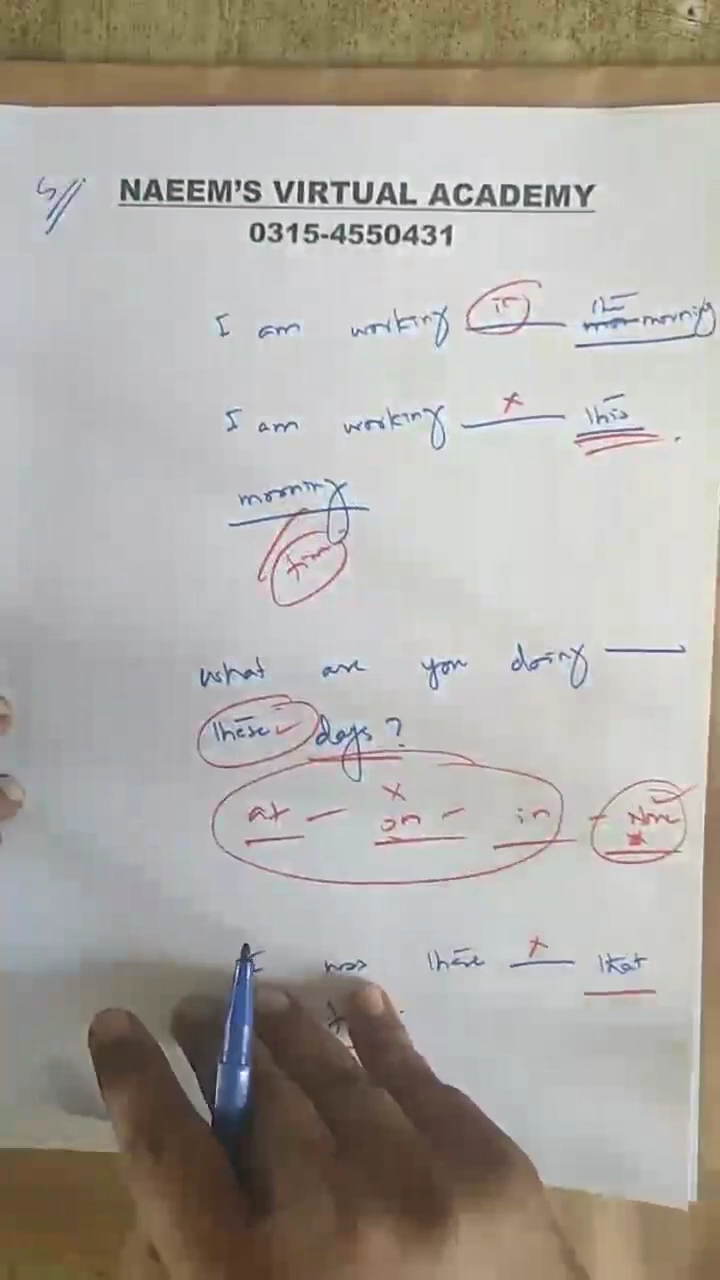 NAEEM'S VIRTUAL ACADEMY
0315-4550431
I am working in the morning
I am working x this.
morning
time
What are you doing
these days?
at - on x - in - None
I was there x that